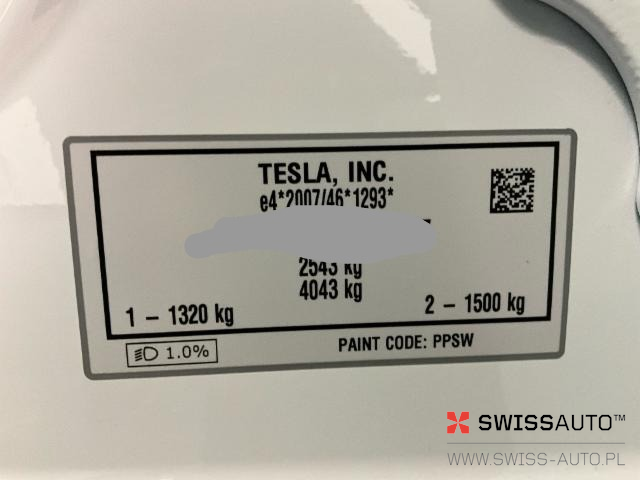 TESLA, INC.
e4*2007/46*1293*
2543 kg
4043 kg
1 – 1320 kg
2 – 1500 kg
1.0%
PAINT CODE: PPSW
SWISSAUTO™
WWW.SWISS-AUTO.PL